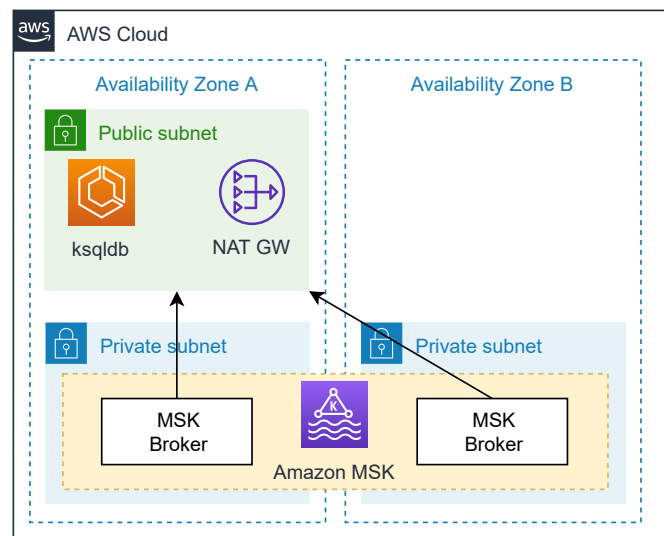 aws
AWS Cloud
Availability Zone A
Availability Zone B
Public subnet
ksqldb
NAT GW
Private subnet
Private subnet
K
MSK
Broker
MSK
Broker
Amazon MSK